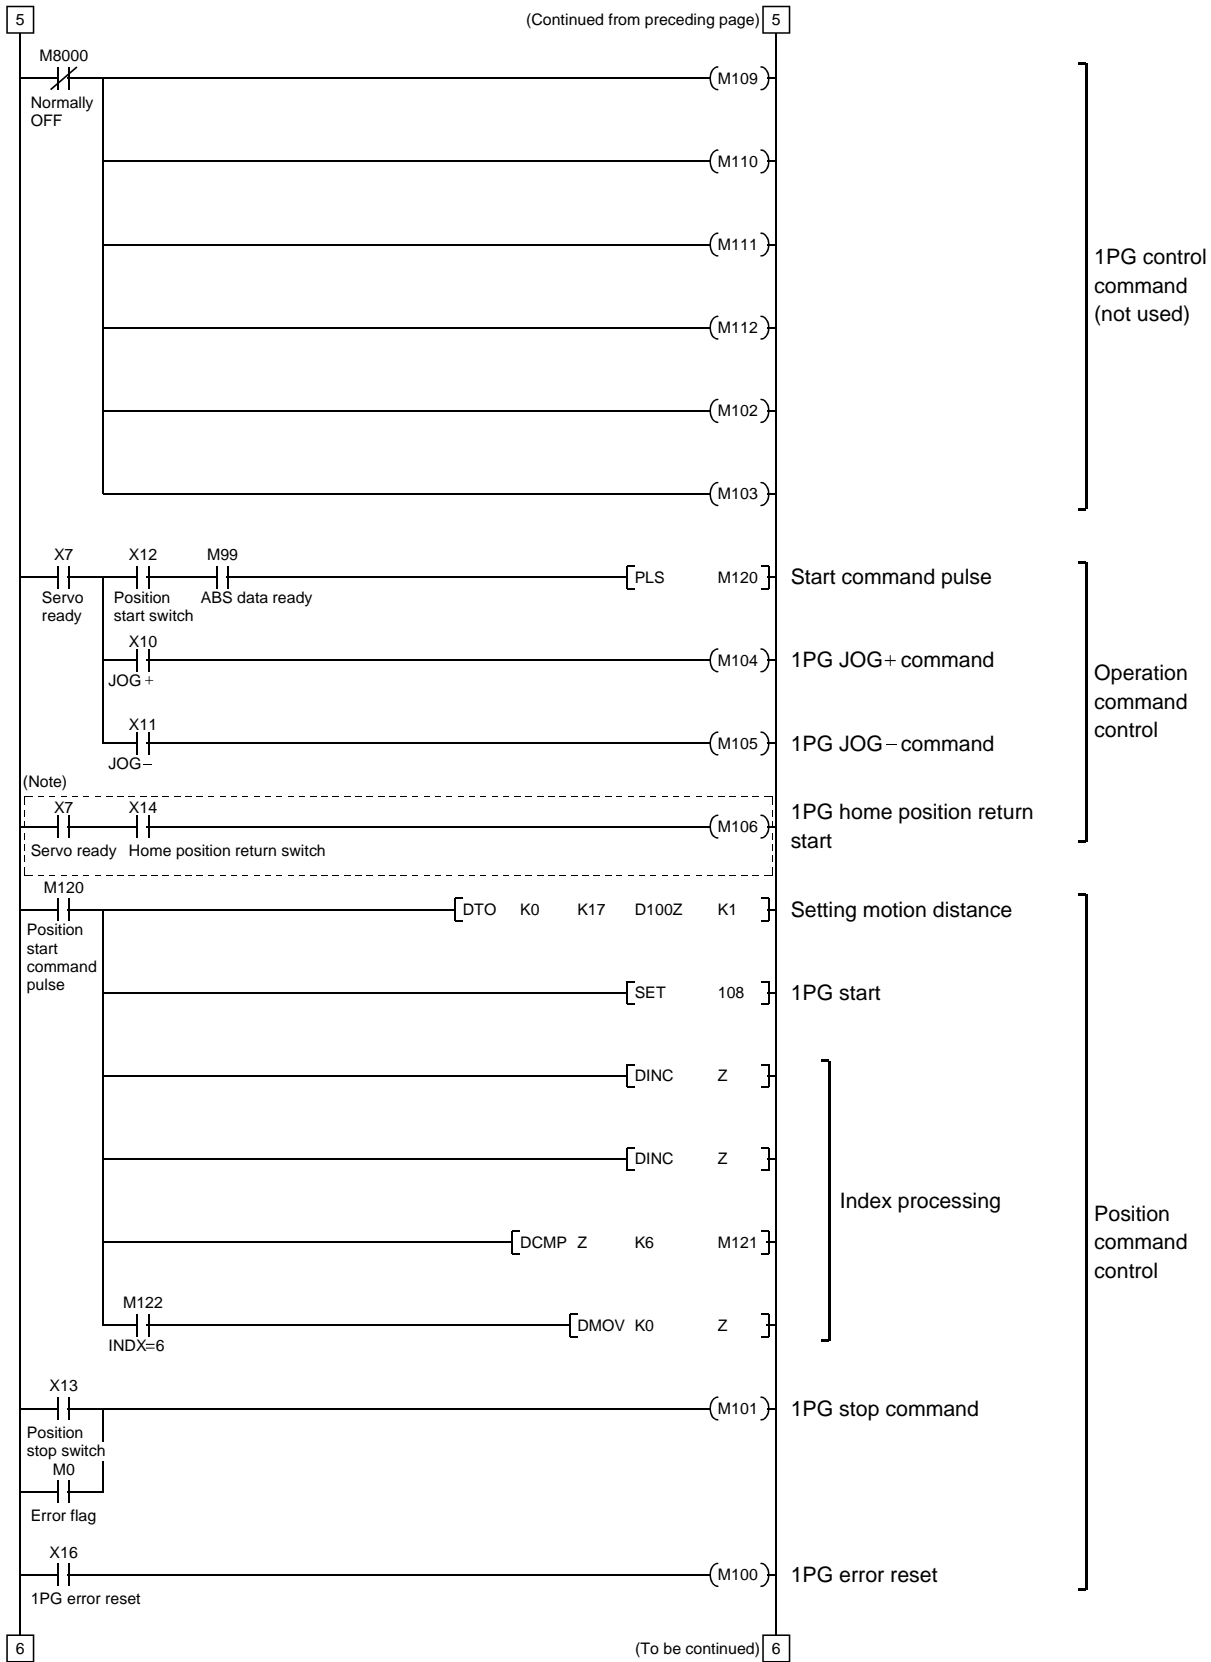 5 (Continued from preceding page) 5
M8000
(M109)
Normally
OFF
(M110)
(M111)
1PG control
command
(not used)
(M112)
(M102)
(M103)
X7 X12 M99
PLS M120 Start command pulse
Servo
ready
Position
start switch
ABS data ready
X10
(M104) 1PG JOG+ command
JOG+
Operation
command
control
X11
(M105) 1PG JOG− command
JOG−
(Note)
X7 X14
(M106) 1PG home position return
start
Servo ready Home position return switch
M120
DTO K0 K17 D100Z K1 Setting motion distance
Position
start
command
pulse
SET 108 1PG start
DINC Z
DINC Z
Index processing
Position
command
control
DCMP Z K6 M121
M122
DMOV K0 Z
INDX=6
X13
(M101) 1PG stop command
Position
stop switch
M0
Error flag
X16
(M100) 1PG error reset
1PG error reset
6 (To be continued) 6